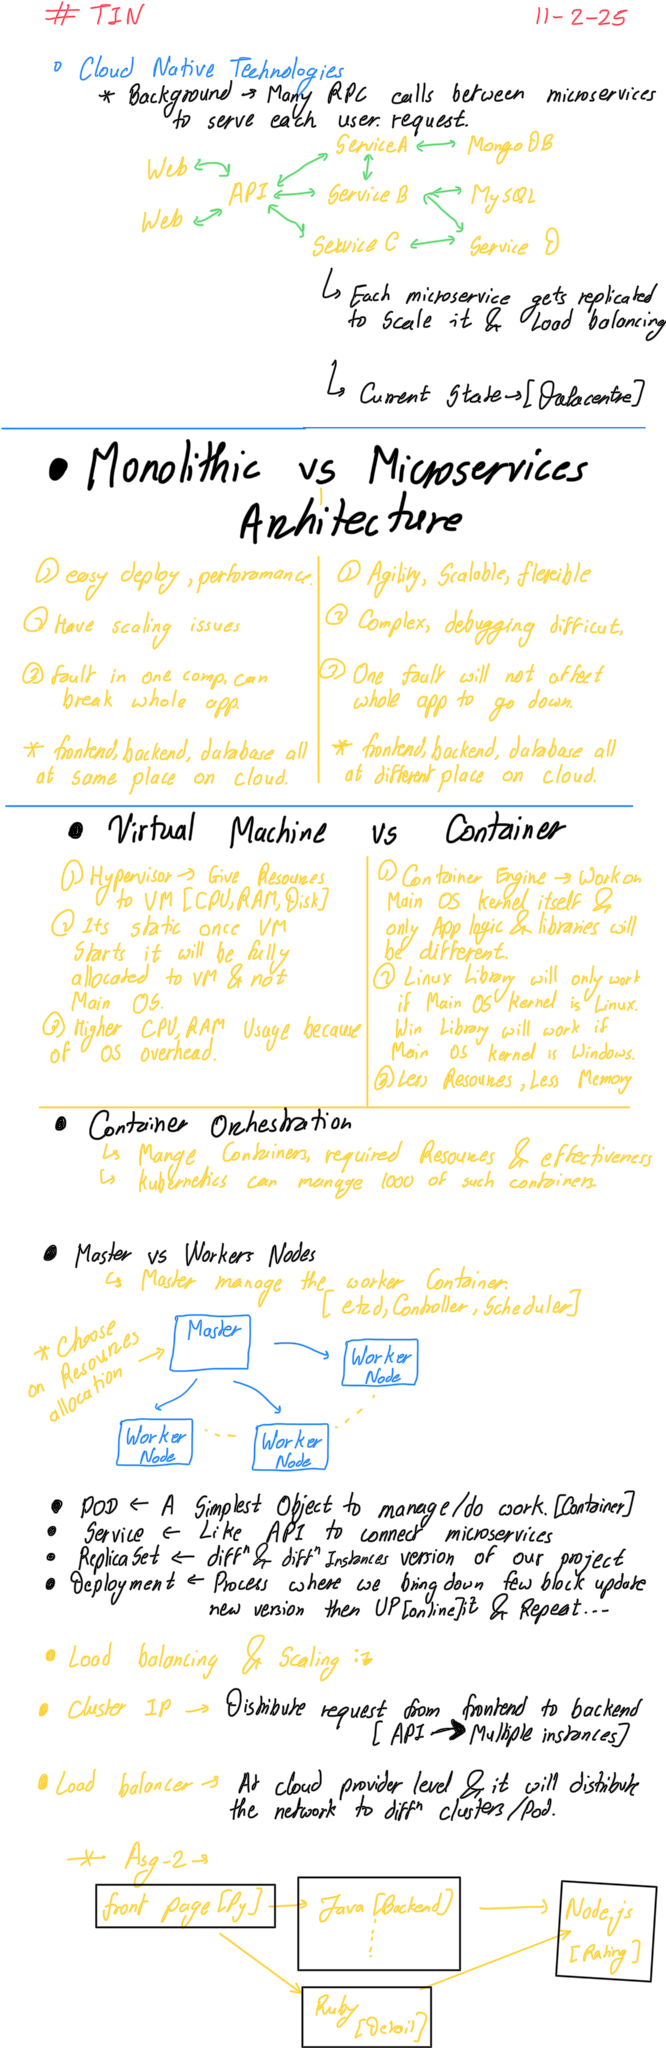 # TIN 11-2-25
Cloud Native Technologies
* Background → Many RPC calls between microservices
to serve each user request.
Service A ↔ Mongo DB
Web
API Service B MySQL
Web
Service C ↔ Service D
↳ Each microservice gets replicated
to Scale it & Load balancing
↳ Current State → [Datacentre]
• Monolithic vs Microservices
Architecture
① easy deploy, performance.
② Have scaling issues
③ Fault in one comp. can
break whole app.
* frontend, backend, database all
at same place on cloud.
① Agility, Scalable, flexible
② Complex, debugging difficut,
③ One fault will not affect
whole app to go down.
* frontend, backend, database all
at different place on cloud.
• Virtual Machine vs Container
① Hypervisor → Give Resources
to VM [CPU, RAM, Disk]
② Its static once VM
Starts it will be fully
allocated to VM & not
Main OS.
③ Higher CPU, RAM Usage because
of OS overhead.
① Container Engine → Work on
Main OS kernel itself &
only App logic & libraries will
be different.
② Linux Library will only work
if Main OS kernel is Linux.
Win Library will work if
Main OS kernel is Windows.
③ Less Resources, Less Memory
• Container Orchestration
↳ Mange Containers, required Resources & effectiveness
↳ kubernetics can manage 1000 of such containers
• Master vs Workers Nodes
↳ Master manage the worker Container.
[etcd, Controller, Scheduler]
* Choose
on Resources
allocation →
Master
Worker
Node
Worker
Node
Worker
Node
• POD ← A Simplest Object to manage/do work. [Container]
• Service ← Like API to connect microservices
• ReplicaSet ← diffⁿ & diffⁿ Instances version of our project
• Deployment ← Process where we bring down few block update
new version then UP [online] it & Repeat...
• Load balancing & Scaling :→
• Cluster IP → Distribute request from frontend to backend
[API → Multiple instances]
• Load balancer → At cloud provider level & it will distribute
the network to diffⁿ clusters/Pod.
* Asg-2 →
front page [Py] → Java [Backend] → Node.js
[Rating]
Ruby
[Detail]